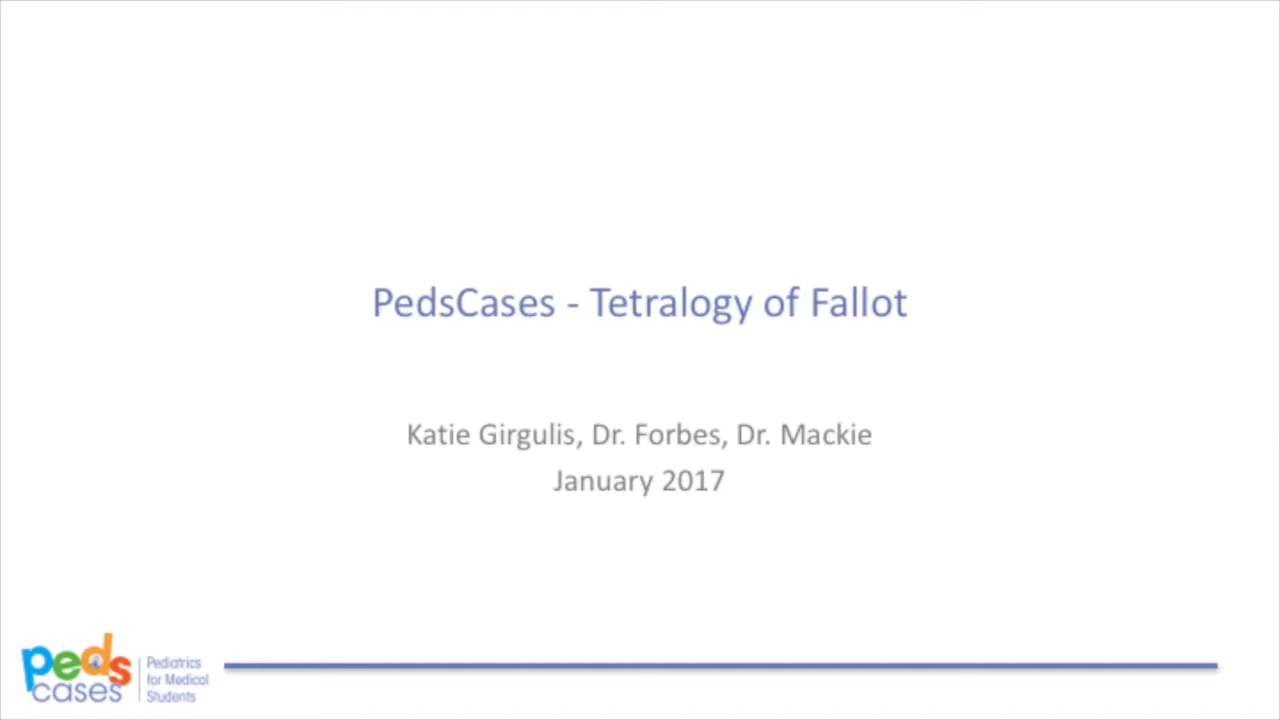 PedsCases - Tetralogy of Fallot
Katie Girgulis, Dr. Forbes, Dr. Mackie
January 2017
peds
cases
Pediatrics
for Medical
Students